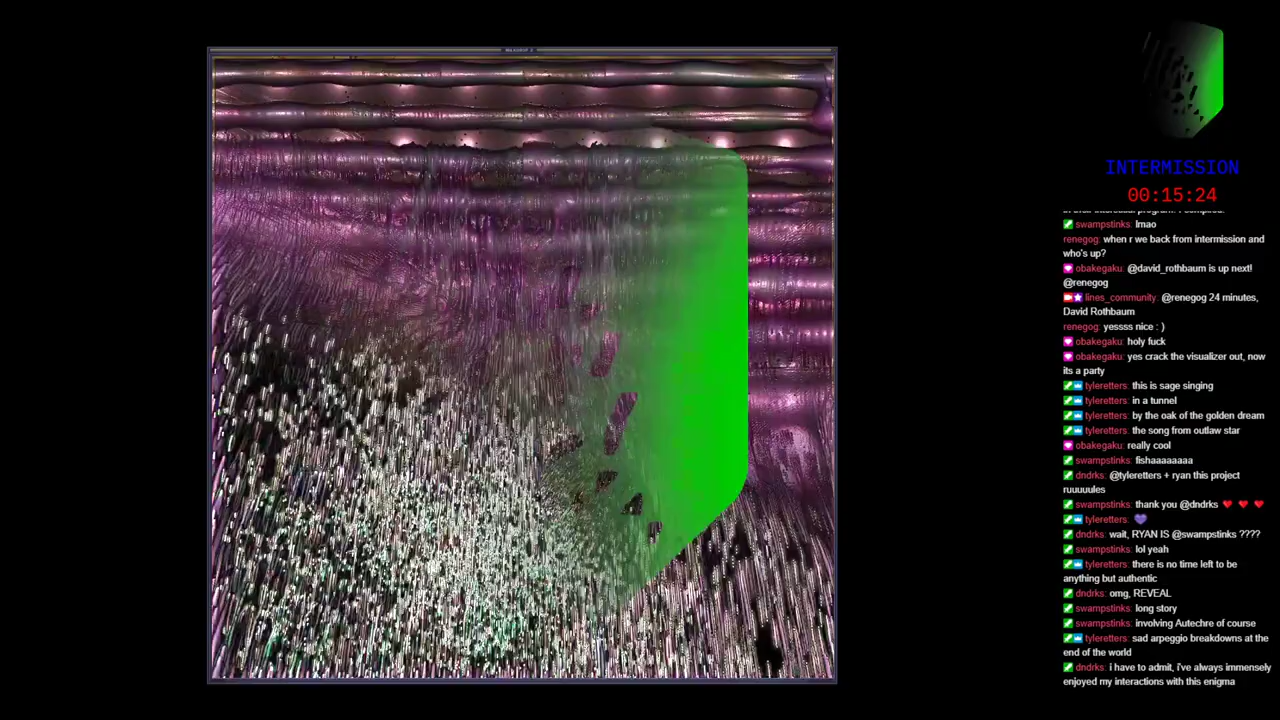 INTERMISSION
00:15:24
swampstinks: lmao
renegog: when r we back from intermission and
who's up?
obakegaku: @david_rothbaum is up next!
@renegog
lines_community: @renegog 24 minutes,
David Rothbaum
renegog: yessss nice : )
obakegaku: holy fuck
obakegaku: yes crack the visualizer out, now
its a party
tyleretters: this is sage singing
tyleretters: in a tunnel
tyleretters: by the oak of the golden dream
tyleretters: the song from outlaw star
obakegaku: really cool
swampstinks: fishaaaaaaaa
dndrks: @tyleretters + ryan this project
ruuuuules
swampstinks: thank you @dndrks ❤️ ❤️ ❤️
tyleretters: 💜
dndrks: wait, RYAN IS @swampstinks ????
swampstinks: lol yeah
tyleretters: there is no time left to be
anything but authentic
dndrks: omg, REVEAL
swampstinks: long story
swampstinks: involving Autechre of course
tyleretters: sad arpeggio breakdowns at the
end of the world
dndrks: i have to admit, i've always immensely
enjoyed my interactions with this enigma